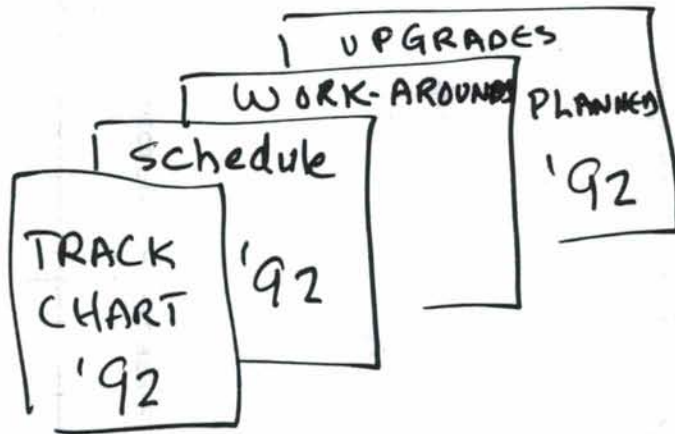 UPGRADES
PLANNED
'92
WORK-AROUNDS
Schedule
'92
TRACK
CHART
'92